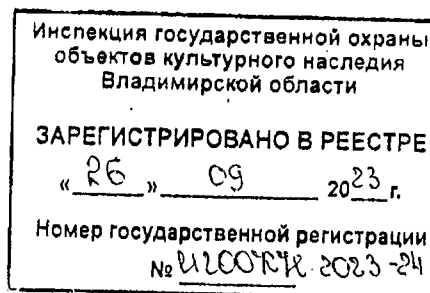 Инспекция государственной охраны
объектов культурного наследия
Владимирской области
ЗАРЕГИСТРИРОВАНО В РЕЕСТРЕ
«26» 09 2023 г.
Номер государственной регистрации
№ ИГООКН-2023-24